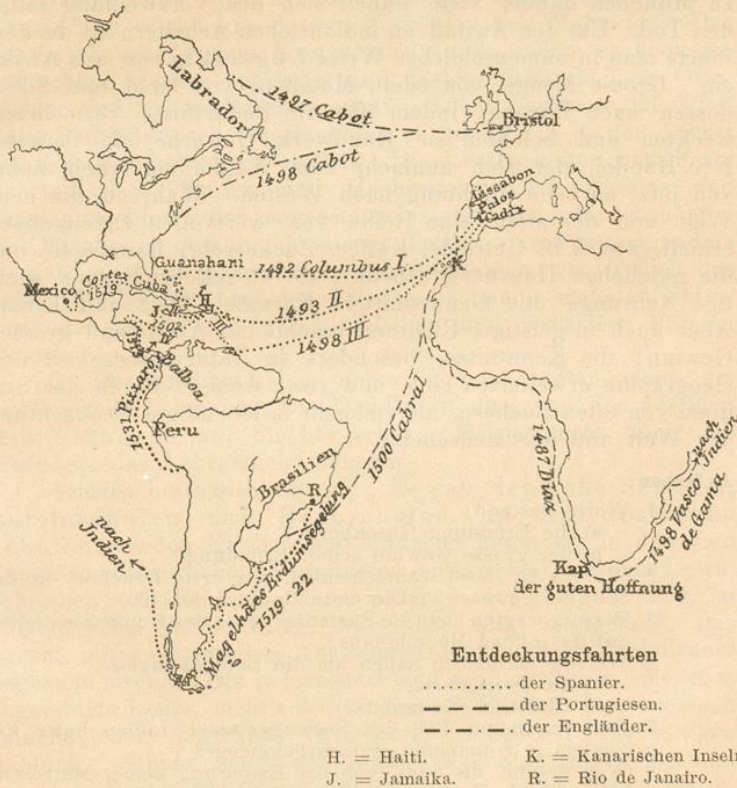 Labrador
1497 Cabot
Bristol
1498 Cabot
Lissabon
Palos
Cadix
Guanahani
1492 Columbus I.
K
Cortez
1519
Cuba
Mexico
H
1493 II.
J
1502
III
IV
1498 III.
Balboa
Pizarro
1531
Peru
1500 Cabral
Brasilien
R
1487 Diaz
nach
Indien
1498 Vasco
de Gama
nach
Indien
Kap
der guten Hoffnung
Magelhäes Erdumsegelung
1519-22
Entdeckungsfahrten
der Spanier.
der Portugiesen.
der Engländer.
H. = Haiti.
K. = Kanarischen Inseln
J. = Jamaika.
R. = Rio de Janairo.